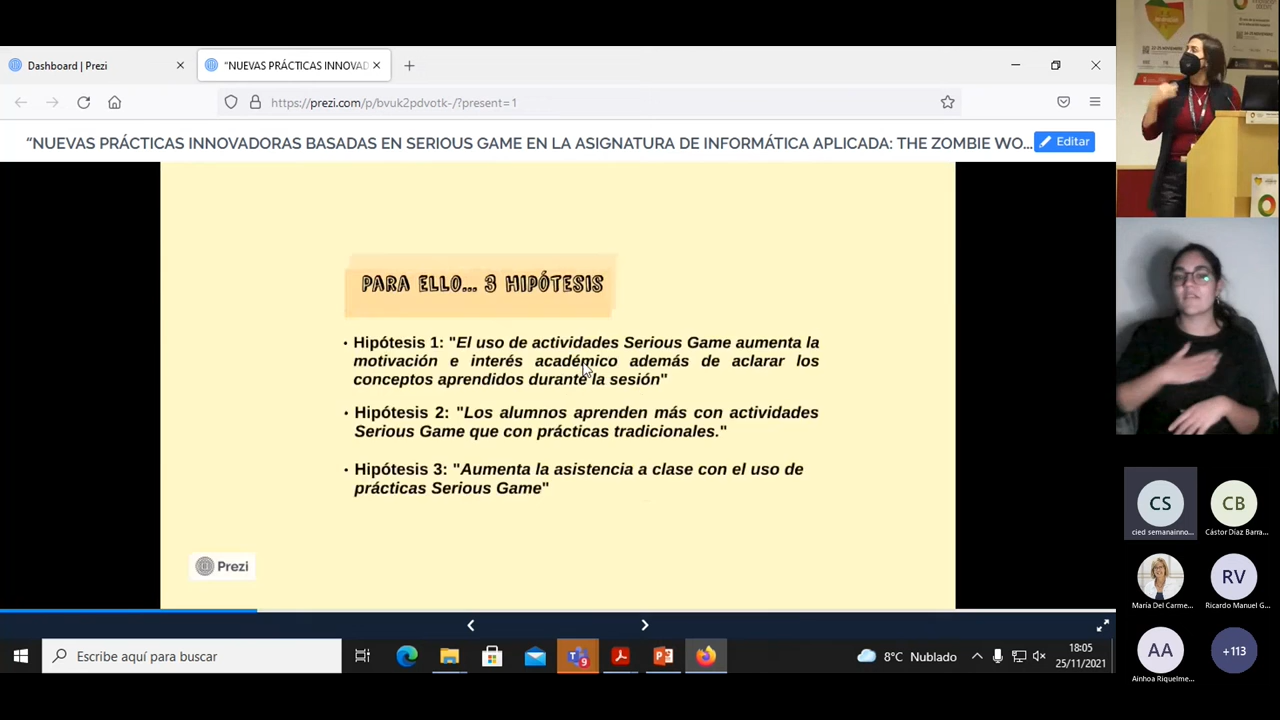 Dashboard | Prezi
"NUEVAS PRÁCTICAS INNOVAD
https://prezi.com/p/bvuk2pdvotk-/?present=1
"NUEVAS PRÁCTICAS INNOVADORAS BASADAS EN SERIOUS GAME EN LA ASIGNATURA DE INFORMÁTICA APLICADA: THE ZOMBIE WO...
Editar
PARA ELLO... 3 HIPÓTESIS
• Hipótesis 1: "El uso de actividades Serious Game aumenta la
motivación e interés académico además de aclarar los
conceptos aprendidos durante la sesión"
• Hipótesis 2: "Los alumnos aprenden más con actividades
Serious Game que con prácticas tradicionales."
• Hipótesis 3: "Aumenta la asistencia a clase con el uso de
prácticas Serious Game"
Prezi
Escribe aquí para buscar
9
8°C Nublado
18:05
25/11/2021
CS
cied semanainno...
CB
Cástor Díaz Barra...
María Del Carme...
RV
Ricardo Manuel G...
AA
Ainhoa Riquelme...
+113